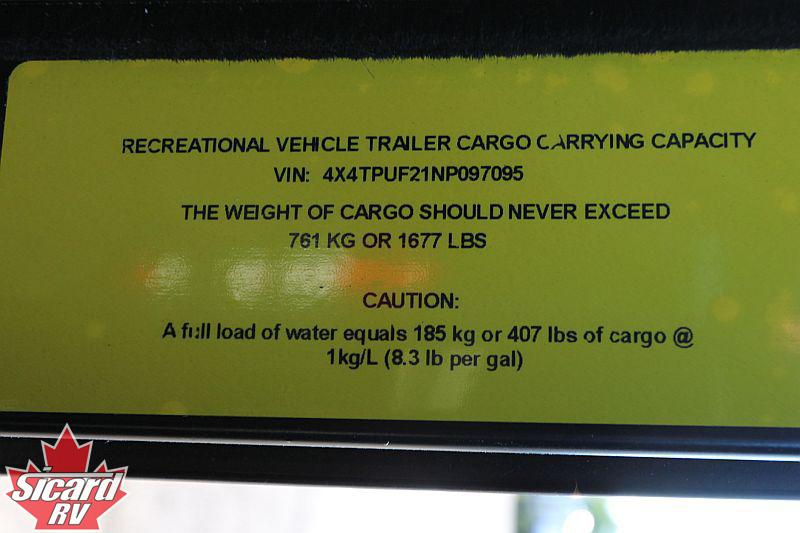 RECREATIONAL VEHICLE TRAILER CARGO CARRYING CAPACITY
VIN: 4X4TPUF21NP097095
THE WEIGHT OF CARGO SHOULD NEVER EXCEED
761 KG OR 1677 LBS
CAUTION:
A full load of water equals 185 kg or 407 lbs of cargo @
1kg/L (8.3 lb per gal)
Sicard
RV